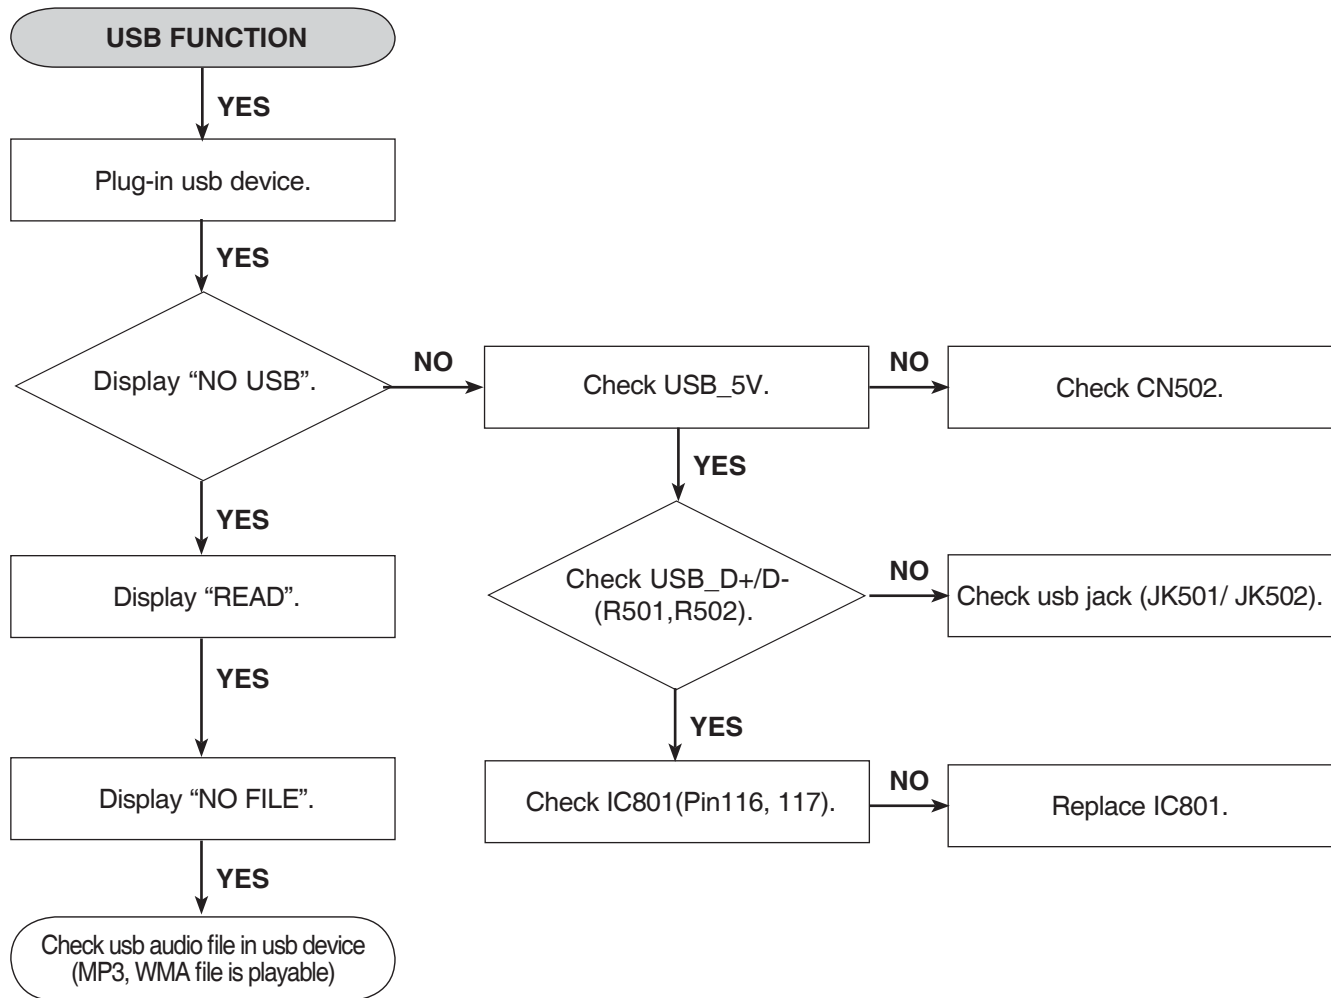 USB FUNCTION
YES
Plug-in usb device.
YES
Display “NO USB”.
NO
Check USB_5V.
NO
Check CN502.
YES
YES
Display “READ”.
Check USB_D+/D-
(R501,R502).
NO
Check usb jack (JK501/ JK502).
YES
YES
Display “NO FILE”.
Check IC801(Pin116, 117).
NO
Replace IC801.
YES
Check usb audio file in usb device
(MP3, WMA file is playable)